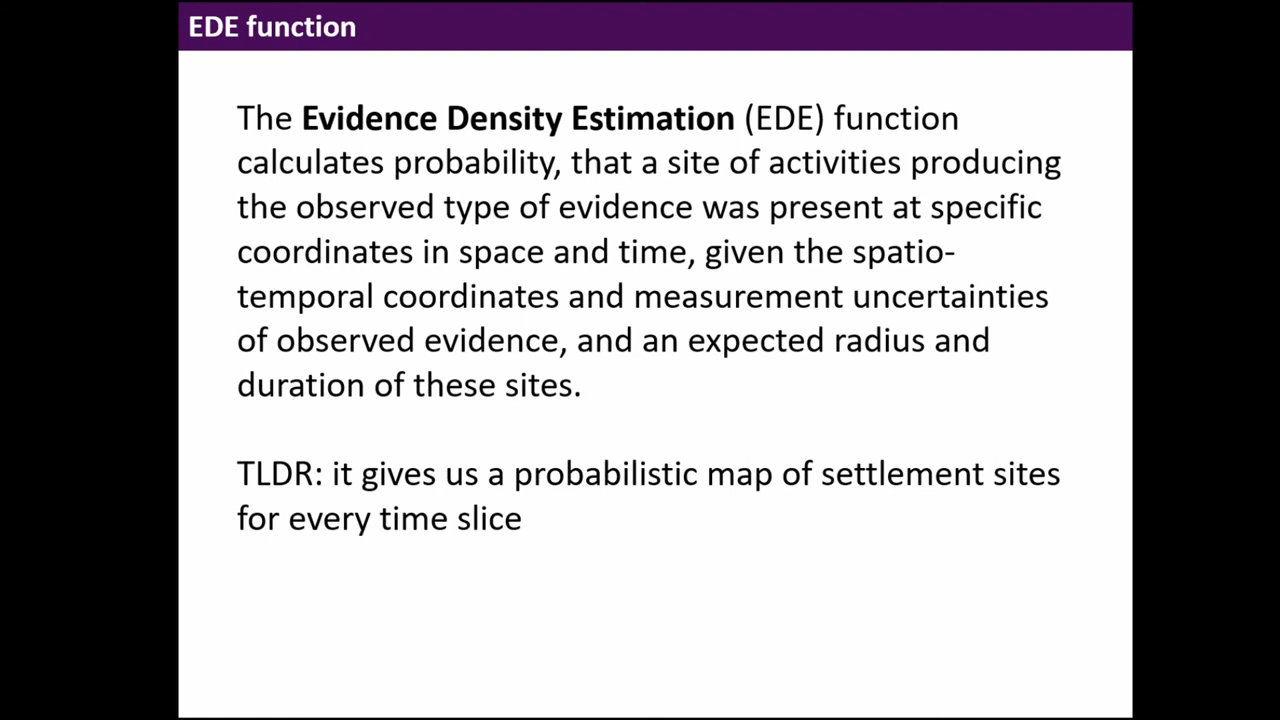 EDE function
The Evidence Density Estimation (EDE) function
calculates probability, that a site of activities producing
the observed type of evidence was present at specific
coordinates in space and time, given the spatio-
temporal coordinates and measurement uncertainties
of observed evidence, and an expected radius and
duration of these sites.
TLDR: it gives us a probabilistic map of settlement sites
for every time slice